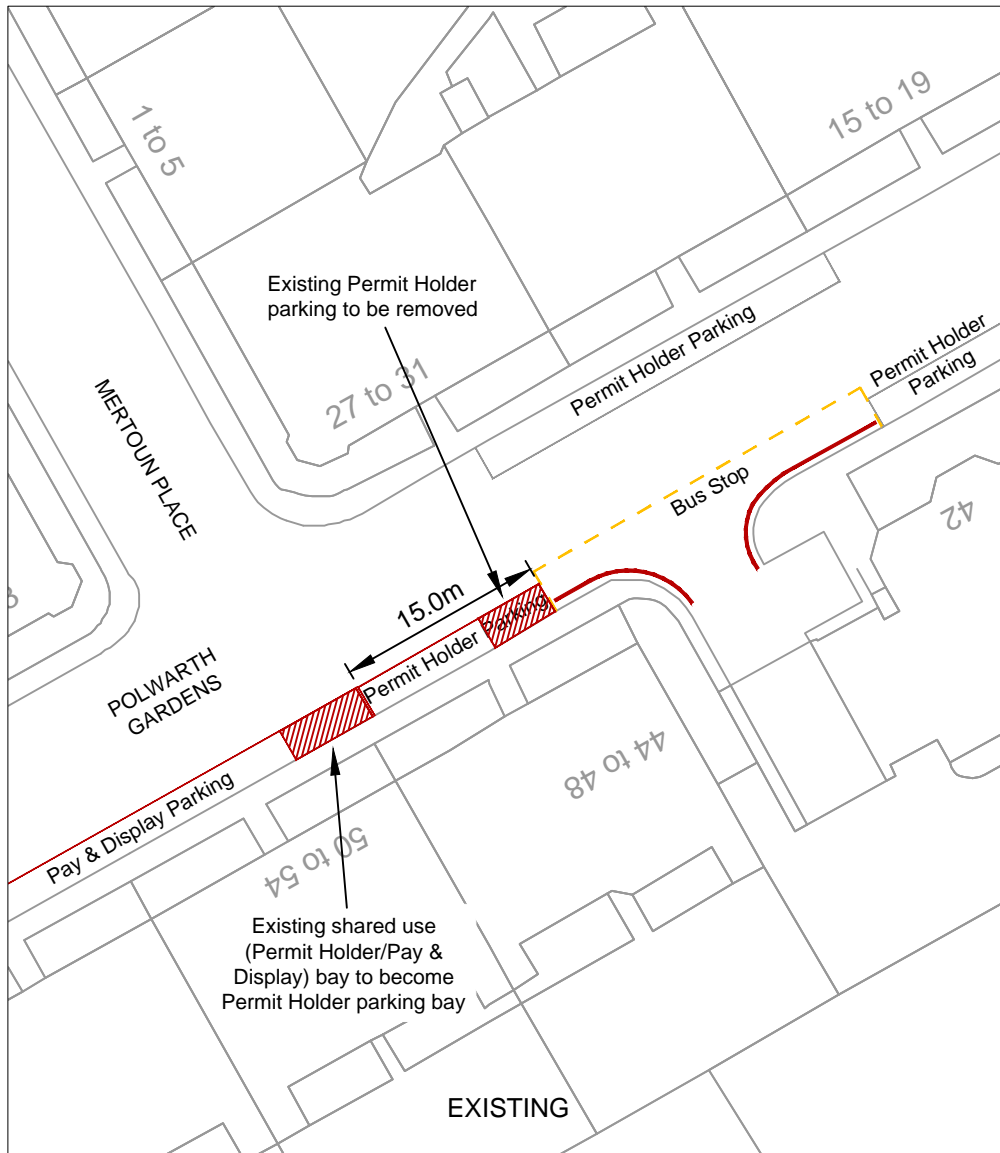 1 to 5
15 to 19
Existing Permit Holder
parking to be removed
Permit Holder Parking
Permit Holder
Parking
27 to 31
MERTOUN PLACE
Bus Stop
42
15.0m
Permit Holder Parking
POLWARTH
GARDENS
Pay & Display Parking
44 to 48
50 to 54
Existing shared use
(Permit Holder/Pay &
Display) bay to become
Permit Holder parking bay
EXISTING